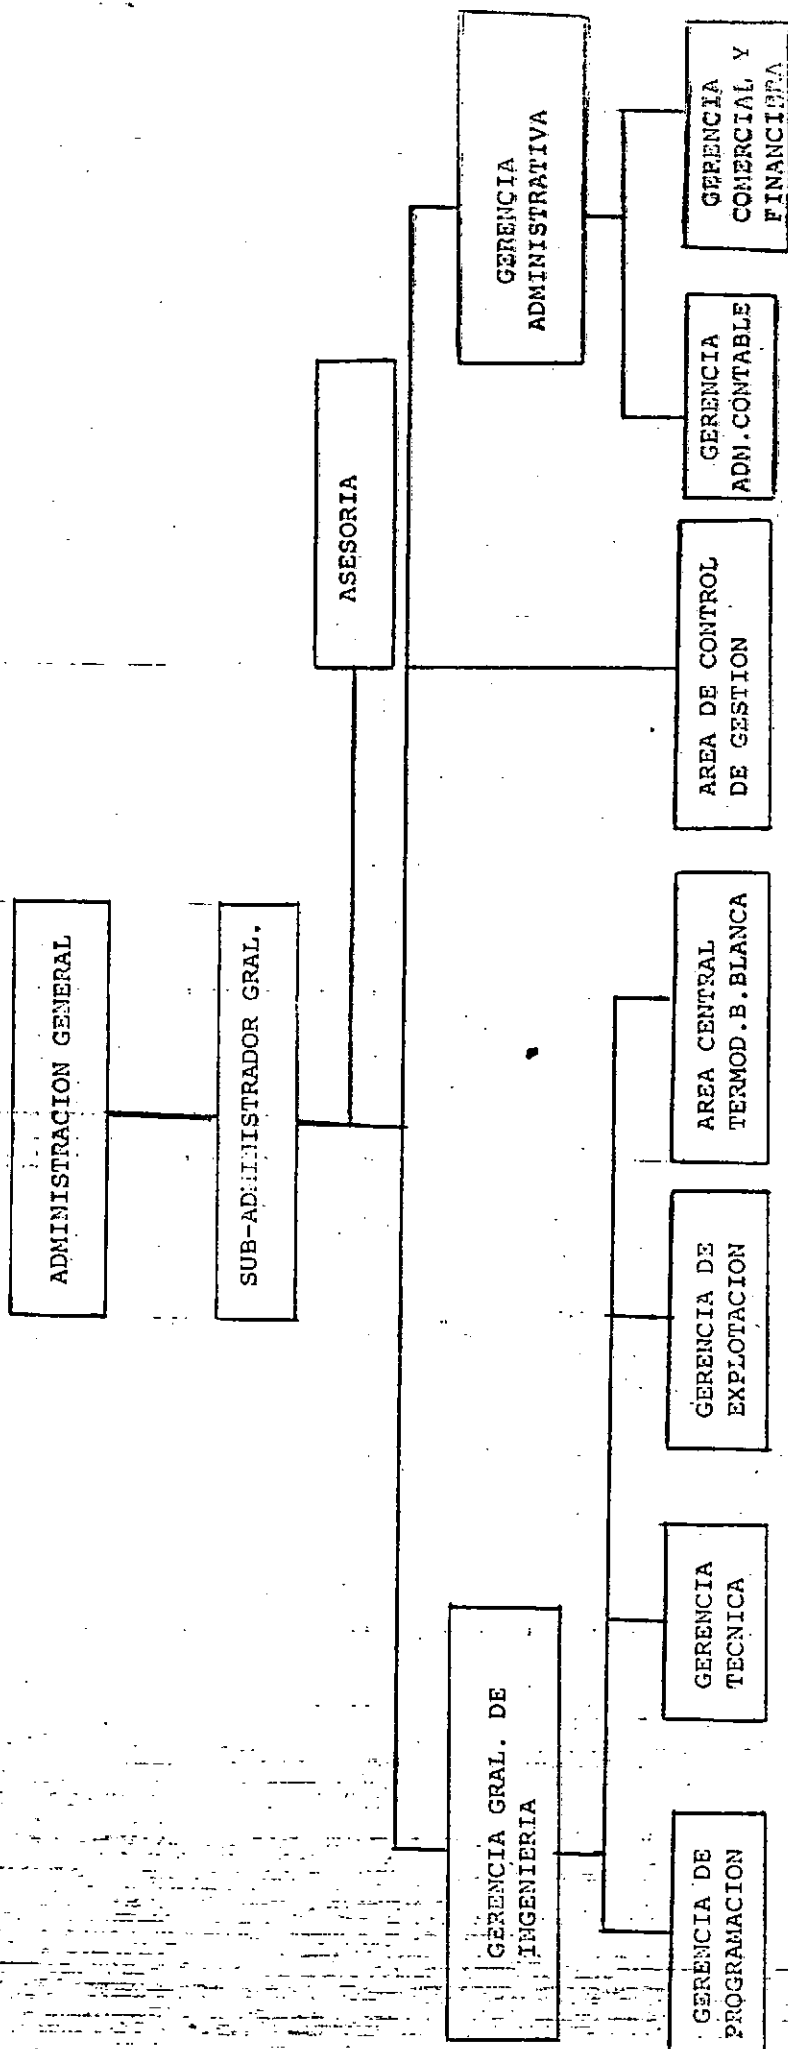 ADMINISTRACION GENERAL
SUB-ADMINISTRADOR GRAL.
ASESORIA
GERENCIA GRAL. DE
INGENIERIA
GERENCIA
ADMINISTRATIVA
GERENCIA DE
PROGRAMACION
GERENCIA
TECNICA
GERENCIA DE
EXPLOTACION
AREA CENTRAL
TERMOD.B.BLANCA
AREA DE CONTROL
DE GESTION
GERENCIA
ADM.CONTABLE
GERENCIA
COMERCIAL Y
FINANCIERA